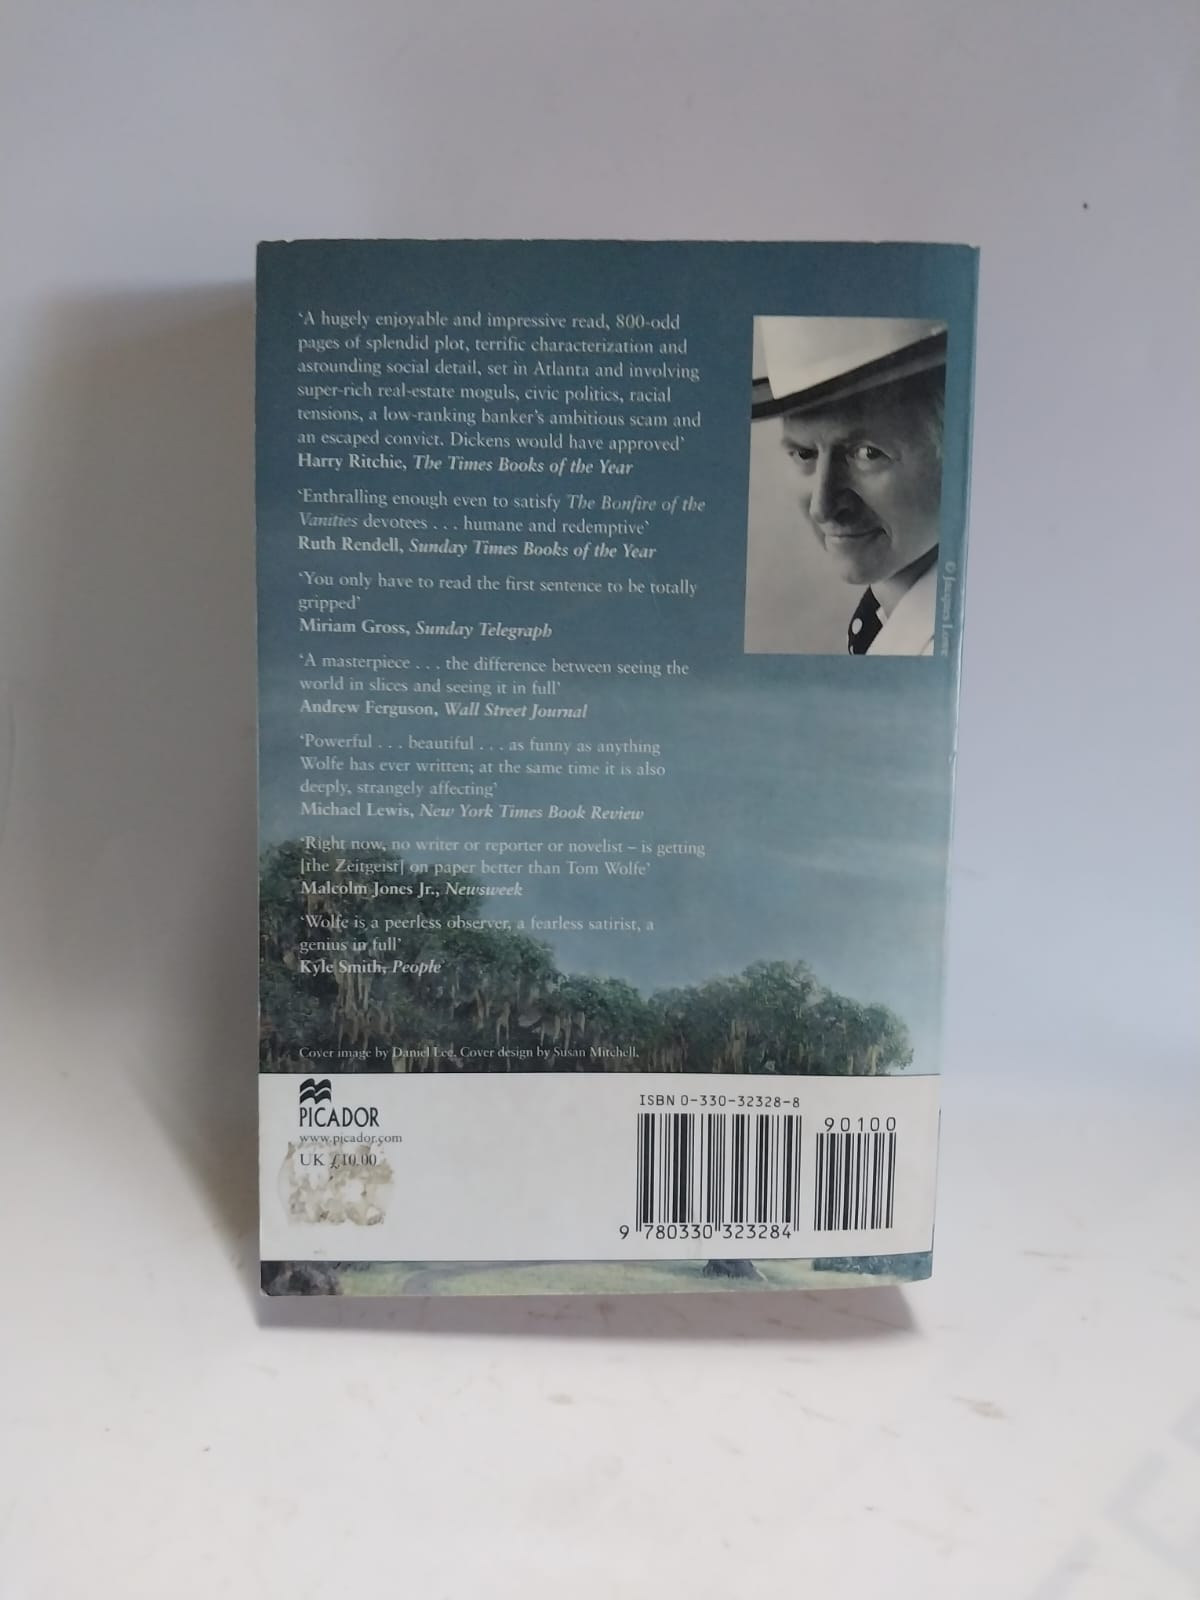 ‘A hugely enjoyable and impressive read, 800-odd
pages of splendid plot, terrific characterization and
astounding social detail, set in Atlanta and involving
super-rich real-estate moguls, civic politics, racial
tensions, a low-ranking banker’s ambitious scam and
an escaped convict. Dickens would have approved’
Harry Ritchie, The Times Books of the Year
‘Enthralling enough even to satisfy The Bonfire of the
Vanities devotees . . . humane and redemptive’
Ruth Rendell, Sunday Times Books of the Year
‘You only have to read the first sentence to be totally
gripped’
Miriam Gross, Sunday Telegraph
‘A masterpiece . . . the difference between seeing the
world in slices and seeing it in full’
Andrew Ferguson, Wall Street Journal
‘Powerful . . . beautiful . . . as funny as anything
Wolfe has ever written; at the same time it is also
deeply, strangely affecting’
Michael Lewis, New York Times Book Review
‘Right now, no writer or reporter or novelist – is getting
[the Zeitgeist] on paper better than Tom Wolfe’
Malcolm Jones Jr., Newsweek
‘Wolfe is a peerless observer, a fearless satirist, a
genius in full’
Kyle Smith, People
© Jacques Lowe
Cover image by Daniel Lee. Cover design by Susan Mitchell.
PICADOR
www.picador.com
UK £10.00
ISBN 0-330-32328-8
90100
9 780330 323284